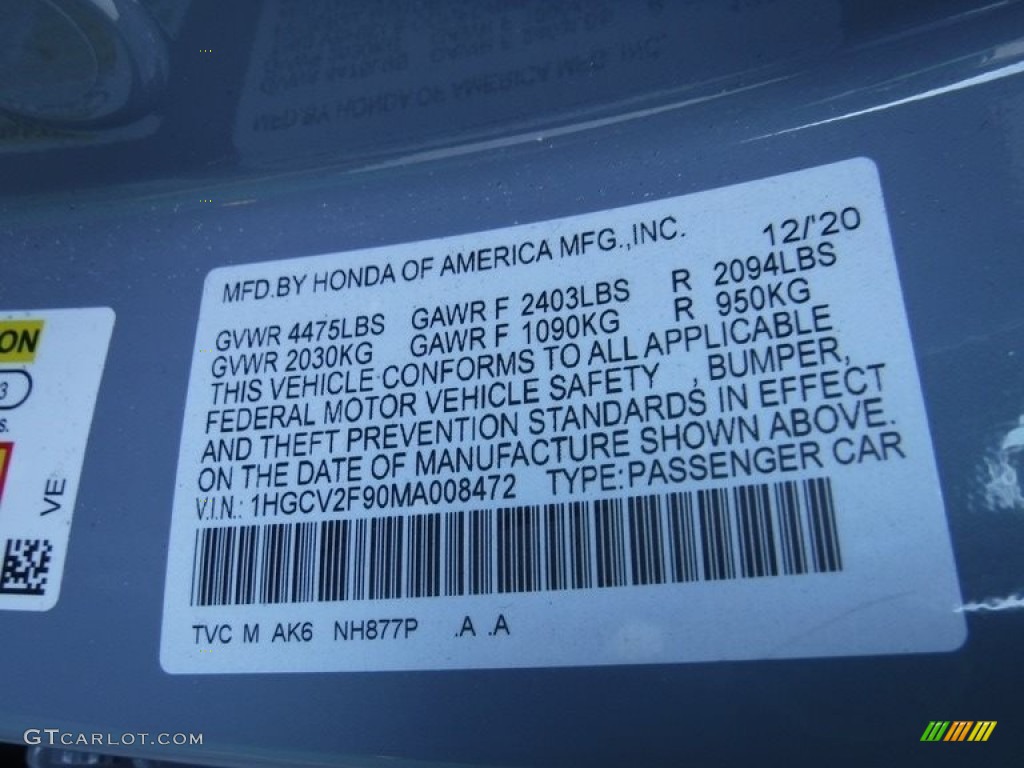 MFD.BY HONDA OF AMERICA MFG.,INC. 12/'20
GVWR 4475LBS GAWR F 2403LBS R 2094LBS
GVWR 2030KG GAWR F 1090KG R 950KG
THIS VEHICLE CONFORMS TO ALL APPLICABLE
FEDERAL MOTOR VEHICLE SAFETY , BUMPER,
AND THEFT PREVENTION STANDARDS IN EFFECT
ON THE DATE OF MANUFACTURE SHOWN ABOVE.
V.I.N.: 1HGCV2F90MA008472 TYPE:PASSENGER CAR
TVC M AK6 NH877P .A .A
ON
3
s.
VE
GTCARLOT.COM